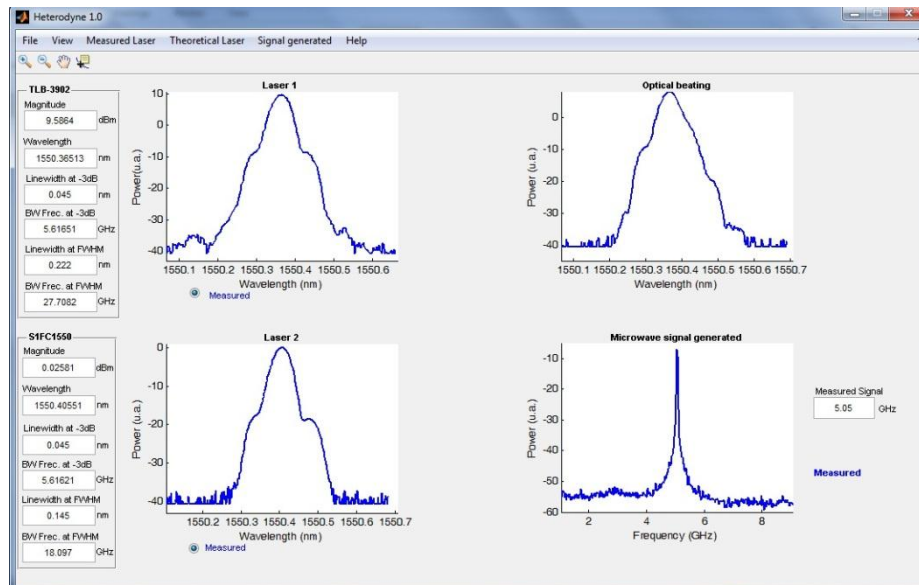 Heterodyne 1.0
File View Measured Laser Theoretical Laser Signal generated Help
TLB-3902
Magnitude
9.5864 dBm
Wavelength
1550.36513 nm
Linewidth at -3dB
0.045 nm
BW Frec. at -3dB
5.61651 GHz
Linewidth at FWHM
0.222 nm
BW Frec. at FWHM
27.7082 GHz
Laser 1
Power(u.a.)
10
0
-10
-20
-30
-40
1550.1 1550.2 1550.3 1550.4 1550.5 1550.6
Wavelength (nm)
Measured
Optical beating
Power(u.a.)
0
-10
-20
-30
-40
1550.1 1550.2 1550.3 1550.4 1550.5 1550.6 1550.7
Wavelength (nm)
S1FC1550
Magnitude
0.02581 dBm
Wavelength
1550.40551 nm
Linewidth at -3dB
0.045 nm
BW Frec. at -3dB
5.61621 GHz
Linewidth at FWHM
0.145 nm
BW Frec. at FWHM
18.097 GHz
Laser 2
Power (u.a.)
0
-10
-20
-30
-40
1550.2 1550.3 1550.4 1550.5 1550.6 1550.7
Wavelength (nm)
Measured
Microwave signal generated
Power (u.a.)
-10
-20
-30
-40
-50
-60
2 4 6 8
Frequency (GHz)
Measured Signal
5.05 GHz
Measured